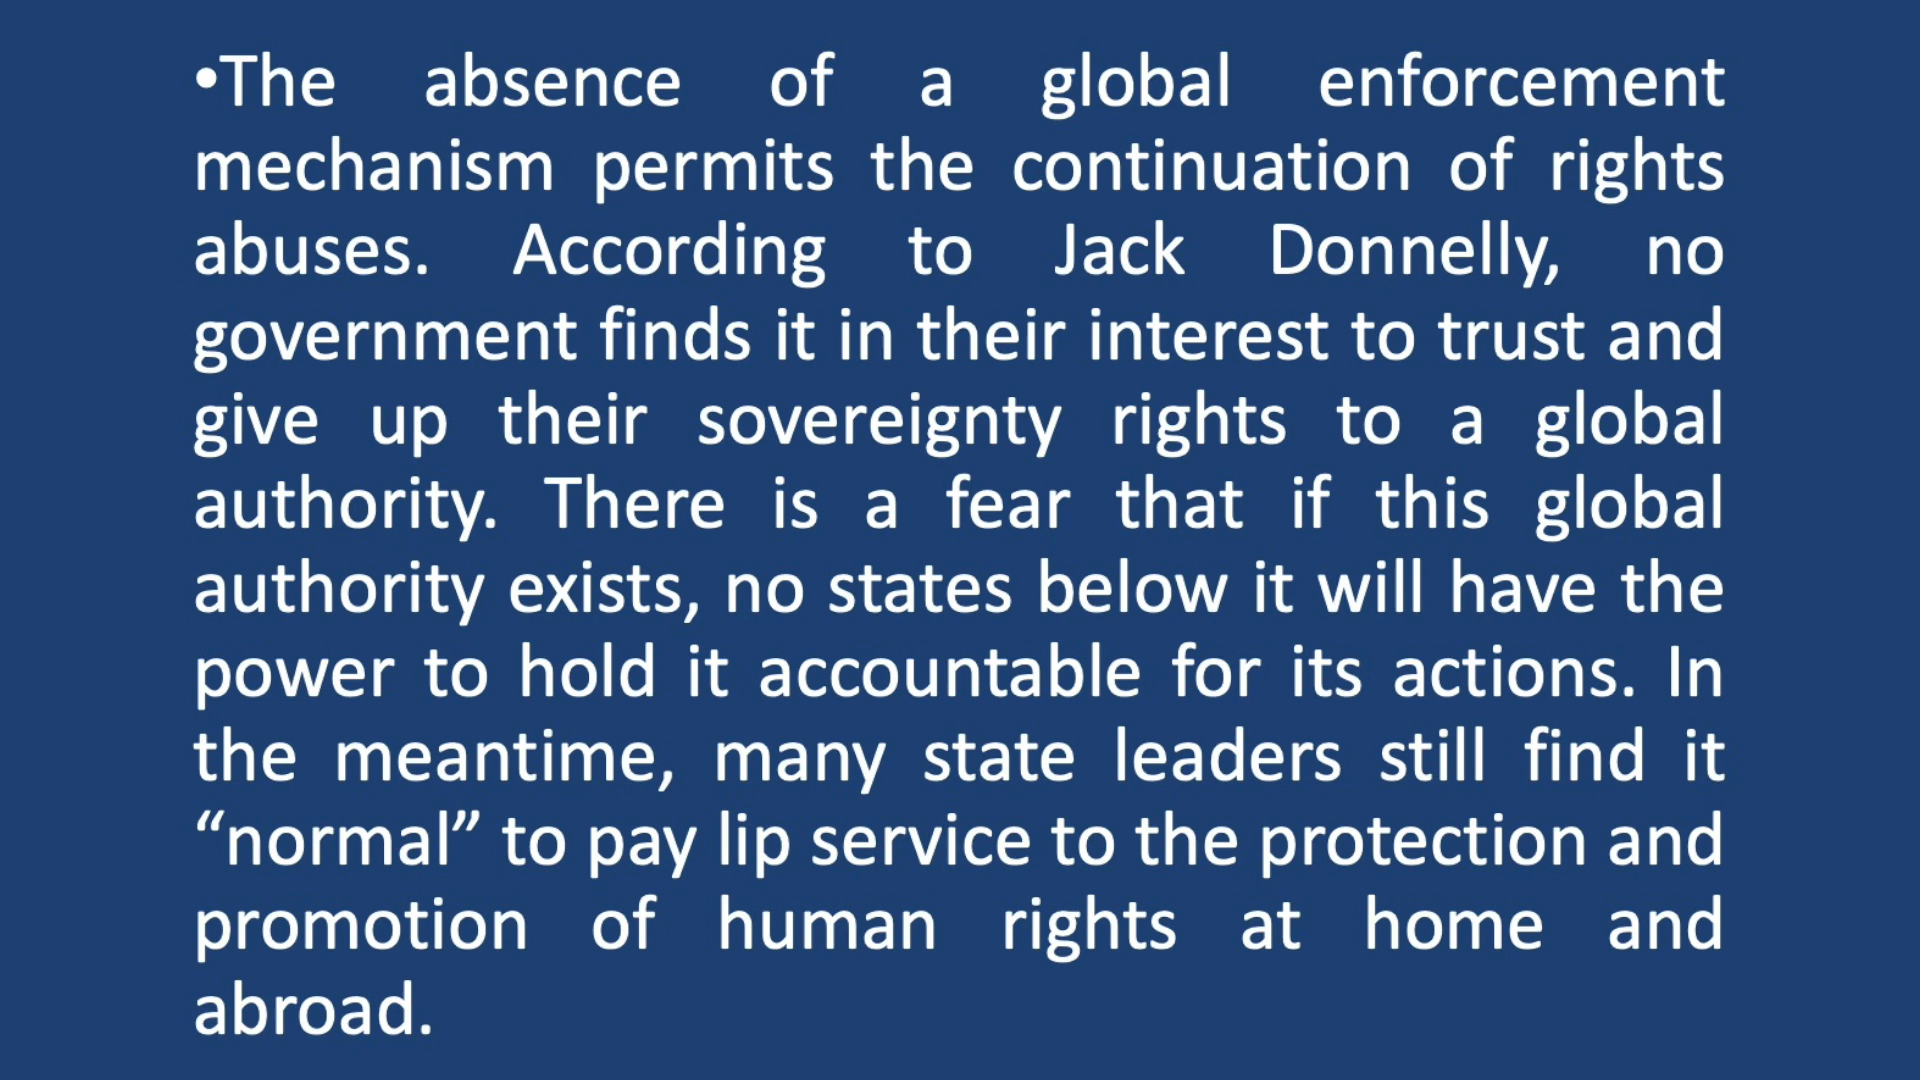 •The absence of a global enforcement
mechanism permits the continuation of rights
abuses. According to Jack Donnelly, no
government finds it in their interest to trust and
give up their sovereignty rights to a global
authority. There is a fear that if this global
authority exists, no states below it will have the
power to hold it accountable for its actions. In
the meantime, many state leaders still find it
“normal” to pay lip service to the protection and
promotion of human rights at home and
abroad.